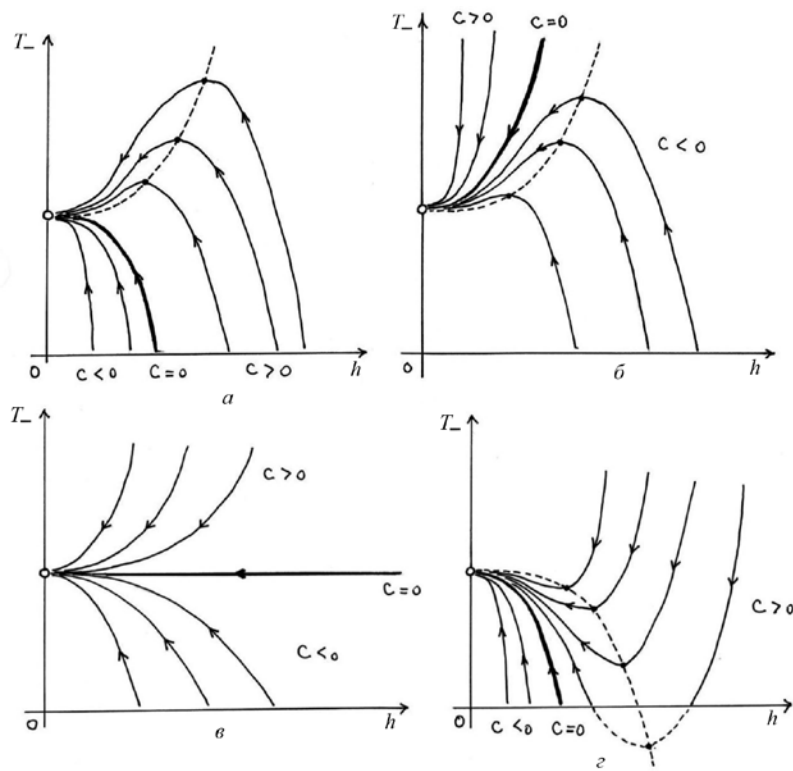 T_
0 C<0 C=0 C>0 h
а
T_ C>0 C=0
C<0
0 h
б
T_
C>0
C=0
C<0
0 h
в
T_
C>0
0 C<0 C=0 h
г